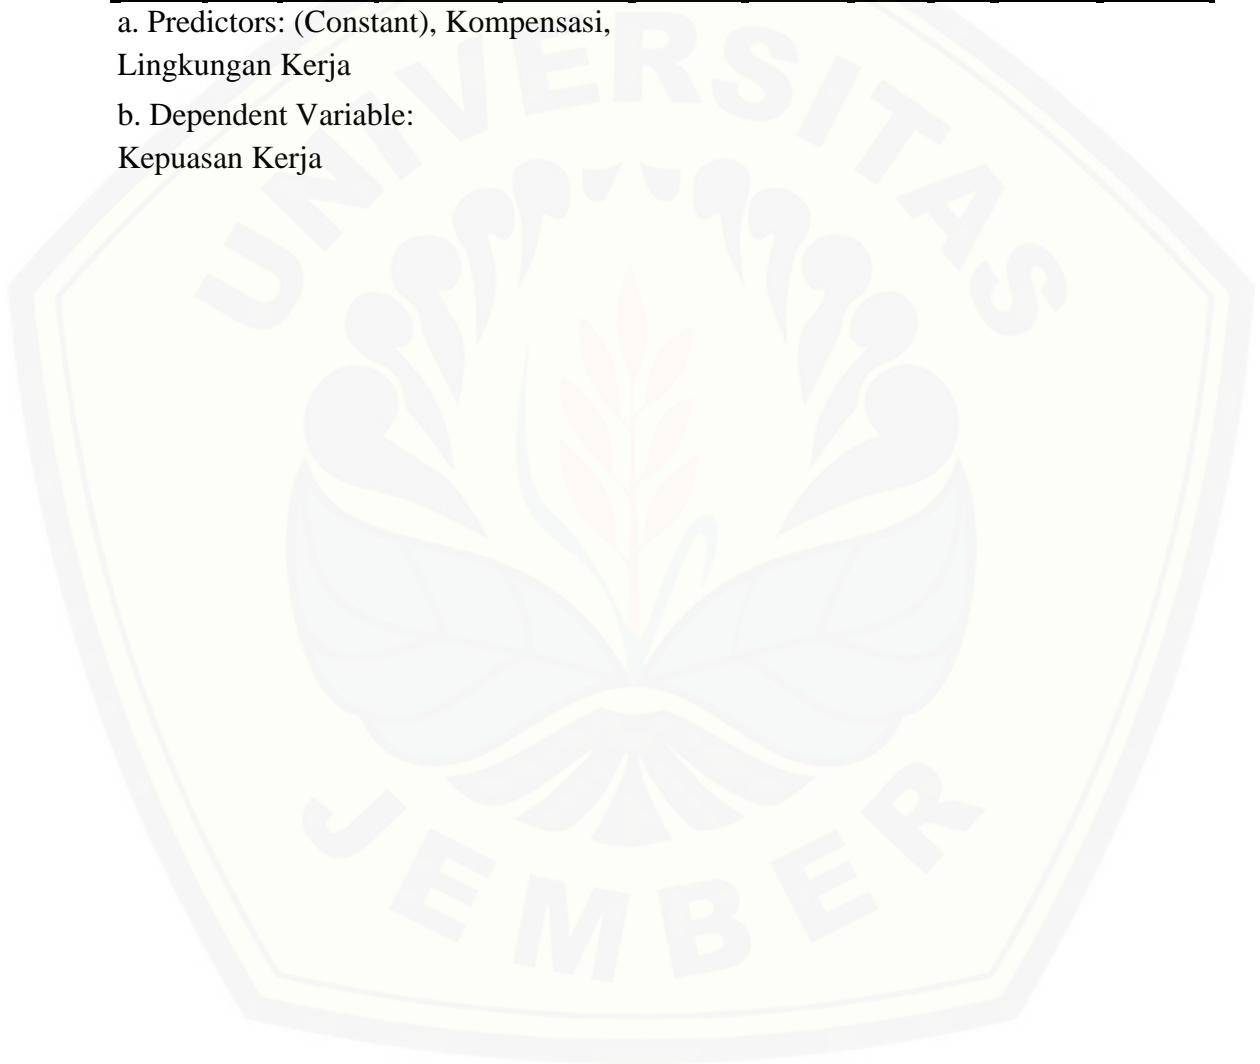 a. Predictors: (Constant), Kompensasi,
Lingkungan Kerja
b. Dependent Variable:
Kepuasan Kerja
UNIVERSITAS
JEMBER